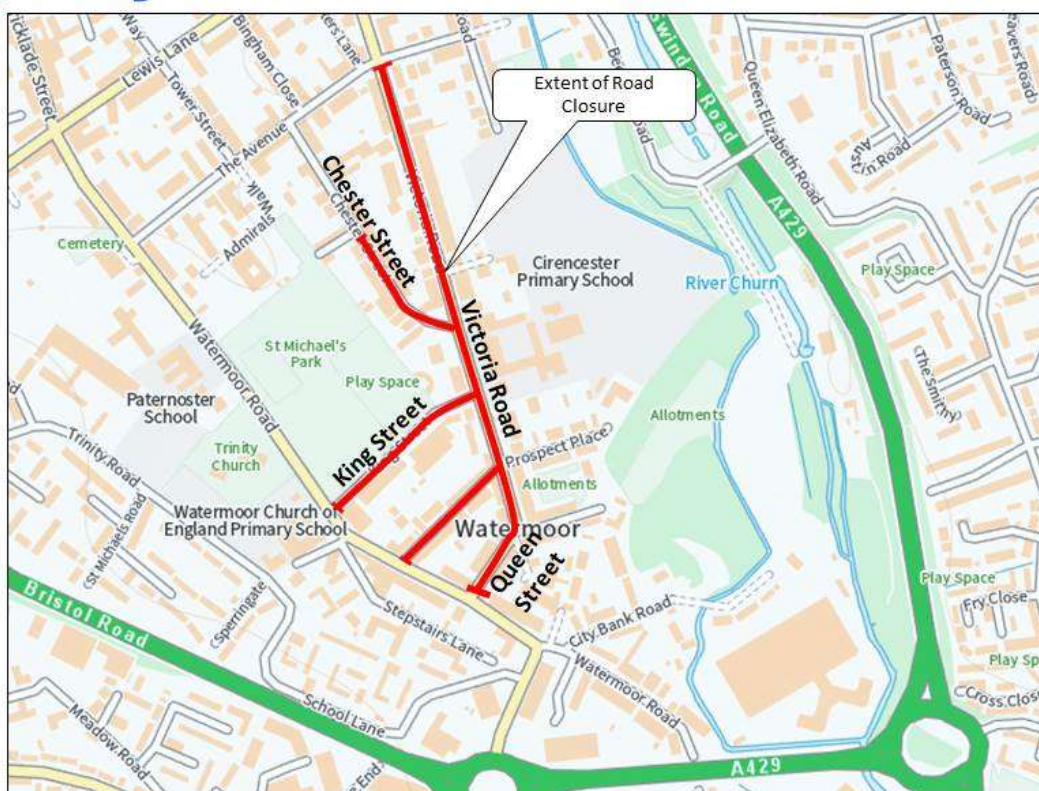 Lewis Lane
Bingham Close
Tower Street
The Avenue
Extent of Road
Closure
Swindon Road
Queen Elizabeth Road
Paterson Road
Cemetery
Admirals
Walk
Chester Street
A429
Cirencester
Primary School
River Churn
Play Space
St Michael's
Park
Play Space
Victoria Road
Paternoster
School
Watermoor Road
King Street
The Smithy
Allotments
Trinity
Church
Trinity Road
Prospect Place
Allotments
Watermoor Church of
England Primary School
Watermoor
St Michaels Road
Queen
Street
Bristol Road
Sperringate
Stepstairs Lane
City Bank Road
Play Space
Fry Close
School Lane
Watermoor Road
Cross Close
Meadow Road
A429